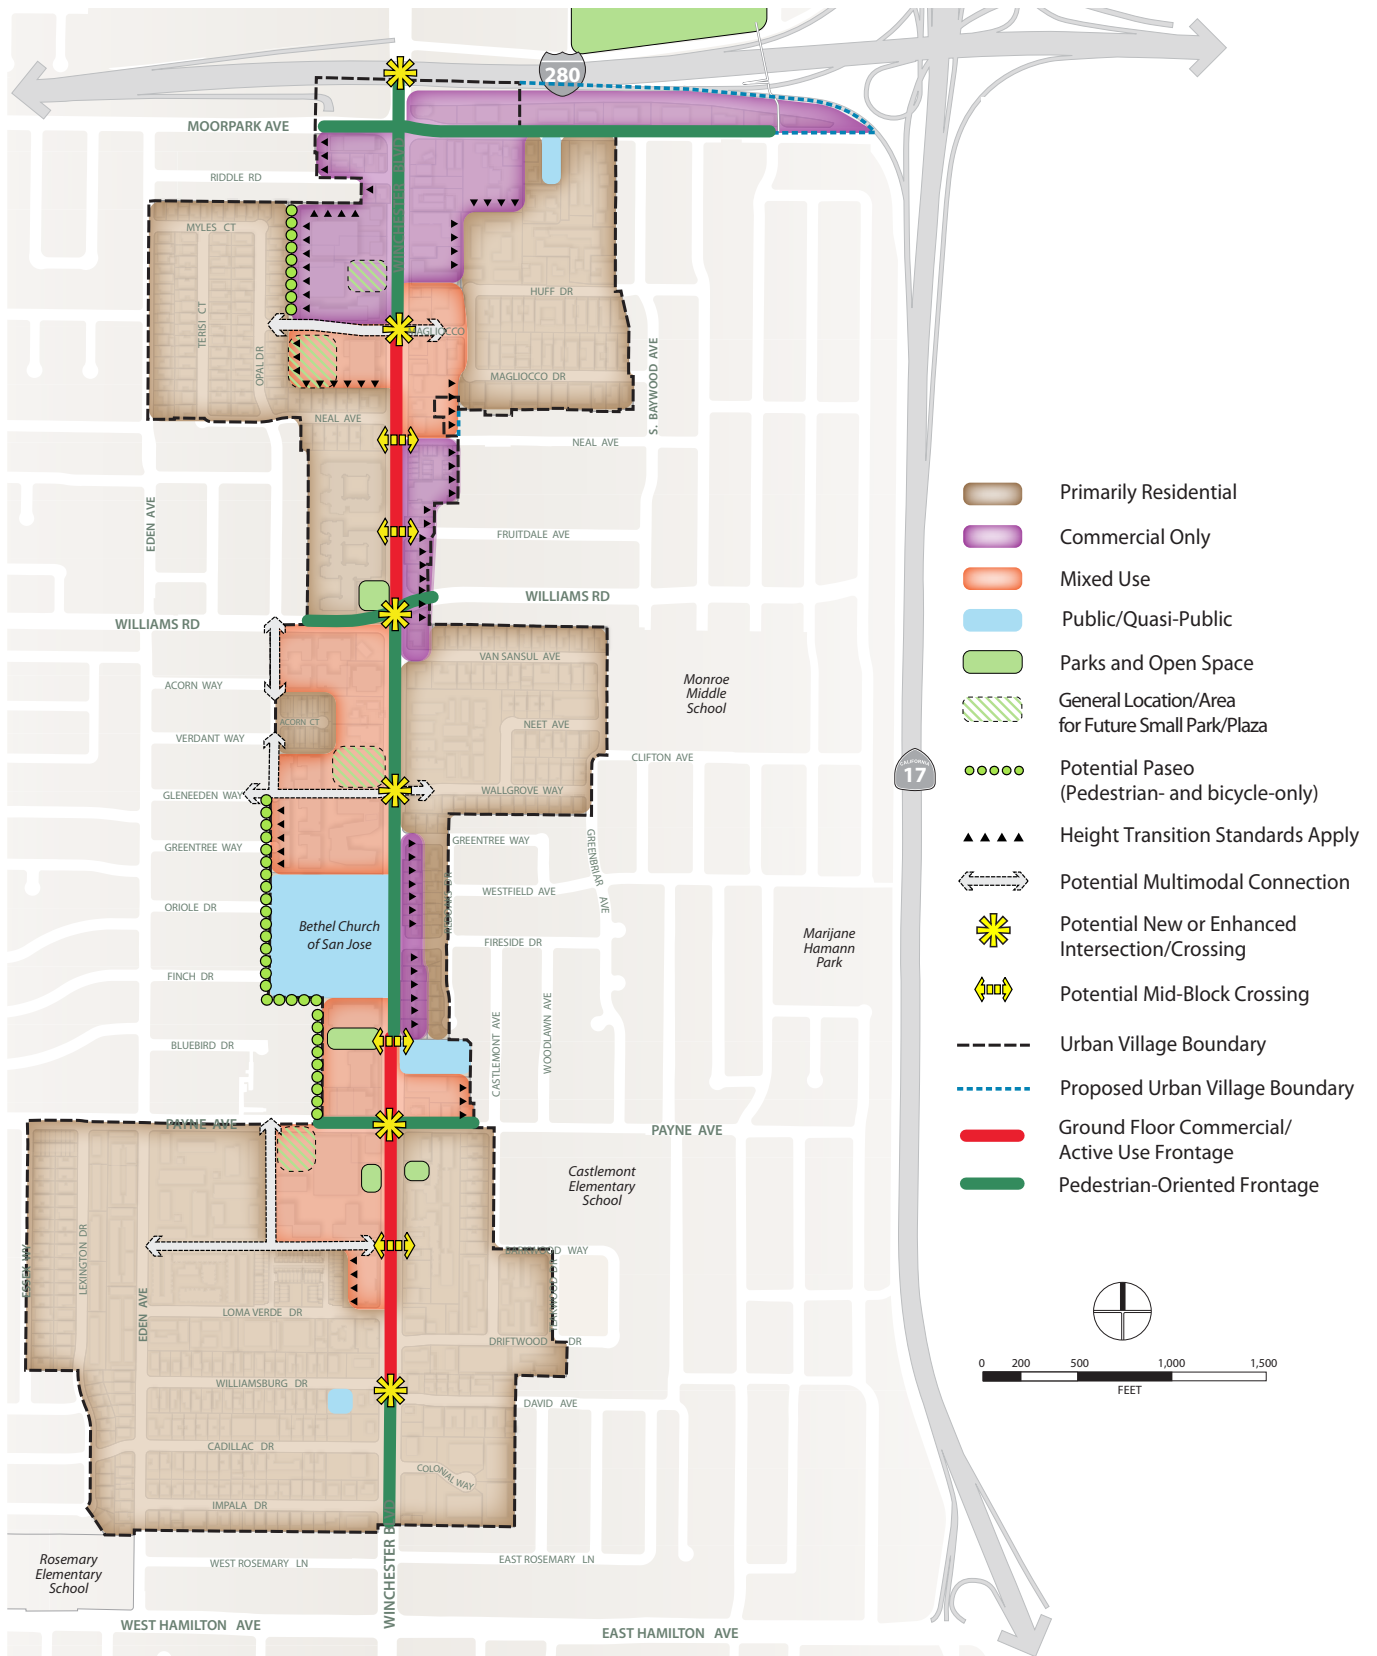 280
MOORPARK AVE
WINCHESTER BLVD
RIDDLE RD
MYLES CT
TERISI CT
OPAL DR
HUFF DR
MAGLIOCCO
MAGLIOCCO DR
S. BAYWOOD AVE
NEAL AVE
NEAL AVE
EDEN AVE
FRUITDALE AVE
WILLIAMS RD
WILLIAMS RD
VAN SANSUL AVE
ACORN WAY
ACORN CT
NEET AVE
VERDANT WAY
CLIFTON AVE
GLENEEDEN WAY
WALLGROVE WAY
GREENTREE WAY
GREENTREE WAY
GREENBRIAR AVE
WESTFIELD AVE
ORIOLE DR
Bethel Church
of San Jose
FIRESIDE DR
FINCH DR
BLUEBIRD DR
CASTLEMONT AVE
WOODLAWN AVE
Monroe
Middle
School
Marijane
Hamann
Park
PAYNE AVE
PAYNE AVE
Castlemont
Elementary
School
ESSEX WY
LEXINGTON DR
EDEN AVE
BARKWOOD WAY
LOMA VERDE DR
DRIFTWOOD DR
WILLIAMSBURG DR
DAVID AVE
CADILLAC DR
COLONIAL WAY
IMPALA DR
WINCHESTER BLVD
Rosemary
Elementary
School
WEST ROSEMARY LN
EAST ROSEMARY LN
WEST HAMILTON AVE
EAST HAMILTON AVE
CALIFORNIA
17
Primarily Residential
Commercial Only
Mixed Use
Public/Quasi-Public
Parks and Open Space
General Location/Area
for Future Small Park/Plaza
Potential Paseo
(Pedestrian- and bicycle-only)
Height Transition Standards Apply
Potential Multimodal Connection
Potential New or Enhanced
Intersection/Crossing
Potential Mid-Block Crossing
Urban Village Boundary
Proposed Urban Village Boundary
Ground Floor Commercial/
Active Use Frontage
Pedestrian-Oriented Frontage
0 200 500 1,000 1,500
FEET